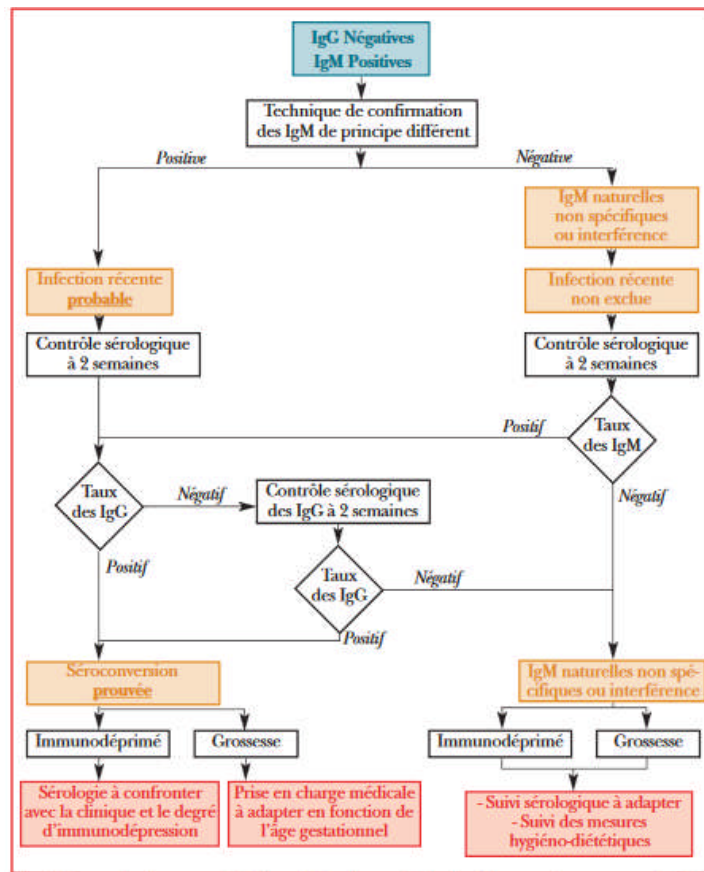 IgG Négatives
IgM Positives
Technique de confirmation
des IgM de principe différent
Positive
Négative
IgM naturelles
non spécifiques
ou interférence
Infection récente
probable
Infection récente
non exclue
Contrôle sérologique
à 2 semaines
Contrôle sérologique
à 2 semaines
Positif
Taux
des IgM
Taux
des IgG
Négatif
Contrôle sérologique
des IgG à 2 semaines
Négatif
Positif
Taux
des IgG
Négatif
Positif
Séroconversion
prouvée
IgM naturelles non spé-
cifiques ou interférence
Immunodéprimé
Grossesse
Immunodéprimé
Grossesse
Sérologie à confronter
avec la clinique et le degré
d'immunodépression
Prise en charge médicale
à adapter en fonction de
l'âge gestationnel
- Suivi sérologique à adapter
- Suivi des mesures
hygiéno-diététiques